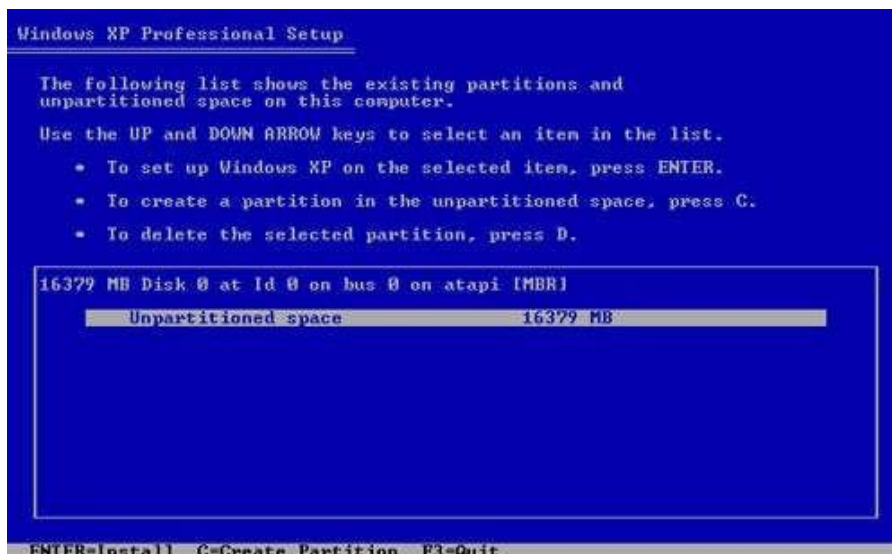 Windows XP Professional Setup
The following list shows the existing partitions and
unpartitioned space on this computer.
Use the UP and DOWN ARROW keys to select an item in the list.
• To set up Windows XP on the selected item, press ENTER.
• To create a partition in the unpartitioned space, press C.
• To delete the selected partition, press D.
16379 MB Disk 0 at Id 0 on bus 0 on atapi [MBR]
Unpartitioned space 16379 MB
ENTER=Install C=Create Partition F3=Quit